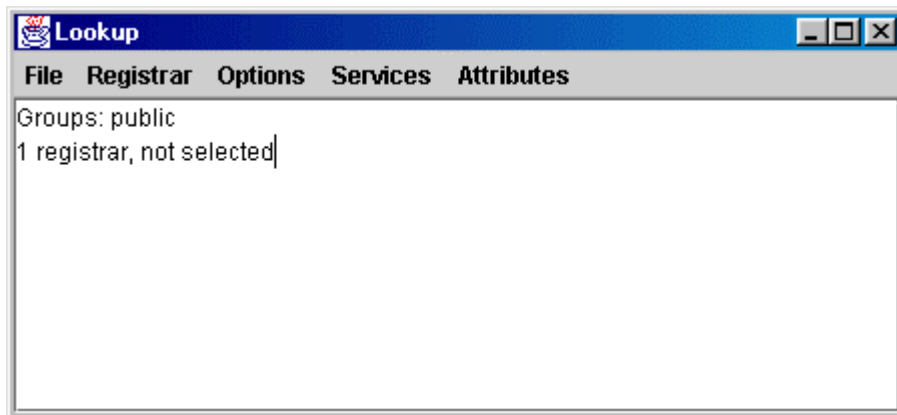 Lookup
File Registrar Options Services Attributes
Groups: public
1 registrar, not selected